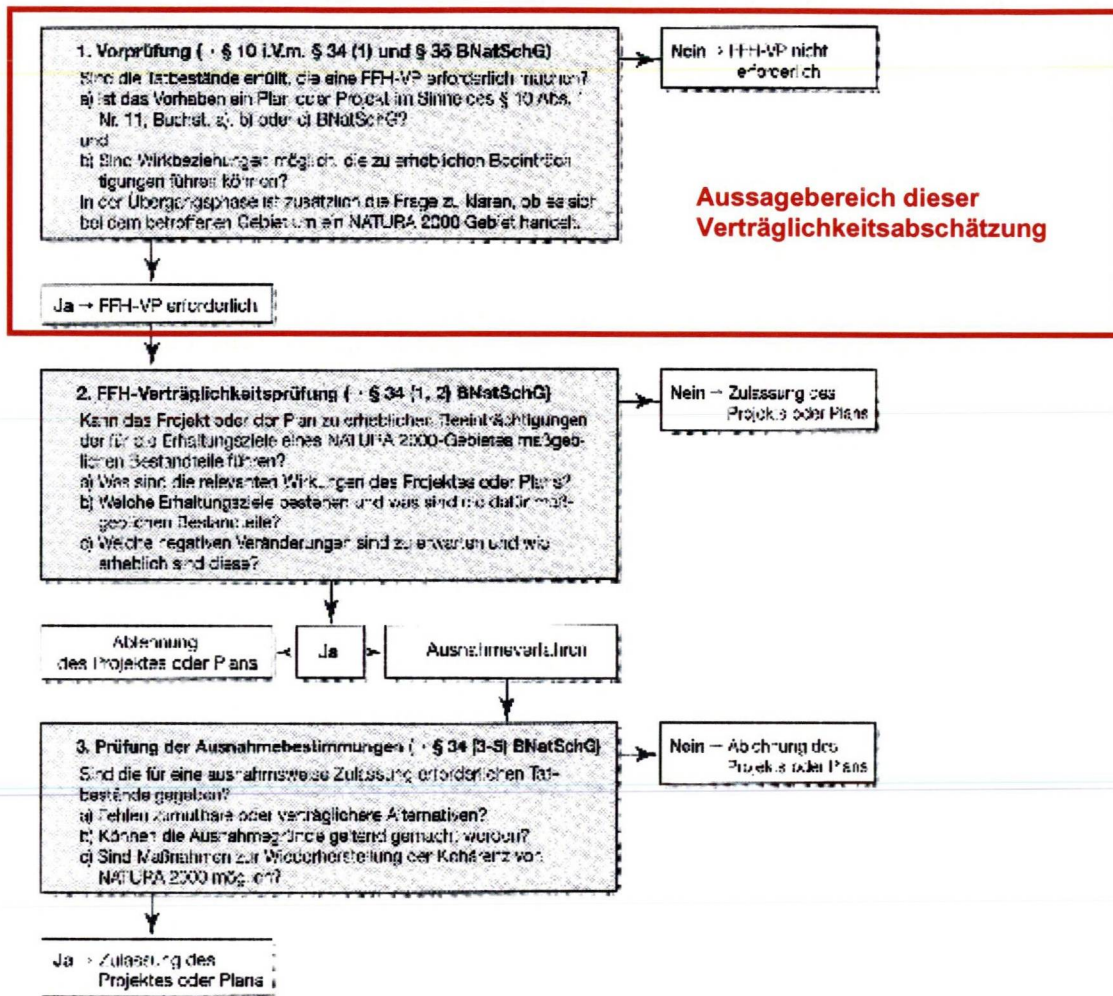 1. Vorprüfung ( · § 10 i.V.m. § 34 (1) und § 35 BNatSchG)
Sind die Tatbestände erfüllt, die eine FFH-VP erforderlich machen?
a) Ist das Vorhaben ein Plan oder Projekt im Sinne des § 10 Abs. 1
Nr. 11, Buchst. a), b) oder c) BNatSchG?
und
b) Sind Wirkbeziehungen möglich, die zu erheblichen Beeinträch
tigungen führen können?
In der Übergangsphase ist zusätzlich die Frage zu klären, ob es sich
bei dem betroffenen Gebiet um ein NATURA 2000 Gebiet handelt.
Nein → FFH-VP nicht
erforderlich
Aussagebereich dieser
Verträglichkeitsabschätzung
Ja → FFH-VP erforderlich
2. FFH-Verträglichkeitsprüfung ( · § 34 (1, 2) BNatSchG)
Kann das Projekt oder der Plan zu erheblichen Beeinträchtigungen
der für die Erhaltungsziele eines NATURA 2000-Gebietes maßgeb-
lichen Bestandteile führen?
a) Was sind die relevanten Wirkungen des Projektes oder Plans?
b) Welche Erhaltungsziele bestehen und was sind die dafür maß-
geblichen Bestandteile?
c) Welche negativen Veränderungen sind zu erwarten und wie
erheblich sind diese?
Nein → Zulassung des
Projekts oder Plans
Ablehnung
des Projektes oder Plans
Ja
Ausnahmeverfahren
3. Prüfung der Ausnahmebestimmungen ( · § 34 (3-5) BNatSchG)
Sind die für eine ausnahmsweise Zulassung erforderlichen Tat-
bestände gegeben?
a) Fehlen zumutbare oder verträglichere Alternativen?
b) Können die Ausnahmegründe geltend gemacht werden?
c) Sind Maßnahmen zur Wiederherstellung der Kohärenz von
NATURA 2000 möglich?
Nein → Ablehnung des
Projekts oder Plans
Ja → Zulassung des
Projektes oder Plans